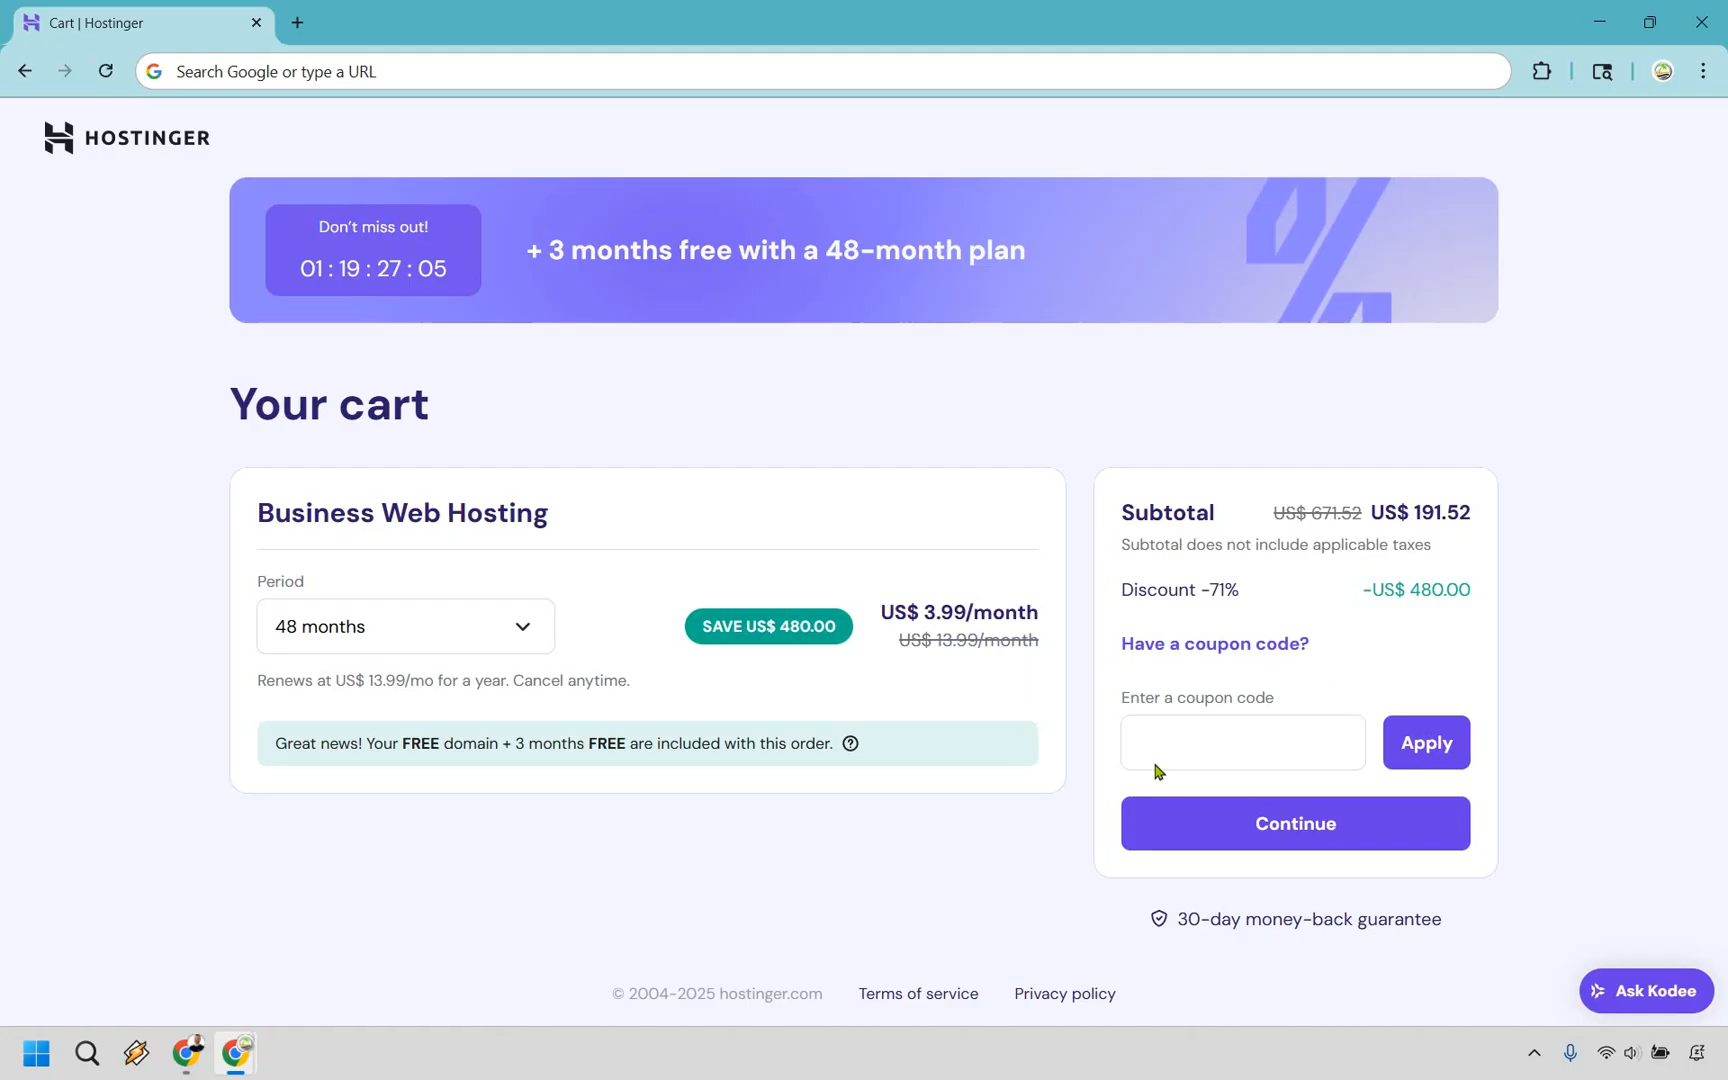 Cart | Hostinger
Search Google or type a URL
HOSTINGER
Don't miss out!
01 : 19 : 27 : 05
+ 3 months free with a 48-month plan
Your cart
Business Web Hosting
Period
48 months
SAVE US$ 480.00
US$ 3.99/month
US$ 13.99/month
Renews at US$ 13.99/mo for a year. Cancel anytime.
Great news! Your FREE domain + 3 months FREE are included with this order.
Subtotal US$ 671.52 US$ 191.52
Subtotal does not include applicable taxes
Discount -71% -US$ 480.00
Have a coupon code?
Enter a coupon code
Apply
Continue
30-day money-back guarantee
© 2004-2025 hostinger.com Terms of service Privacy policy
Ask Kodee